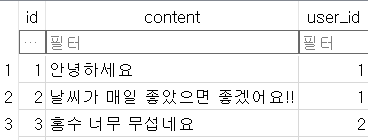 id content user_id
... 필터 필터
1 1 안녕하세요 1
2 2 날씨가 매일 좋았으면 좋겠어요!! 1
3 3 홍수 너무 무섭네요 2